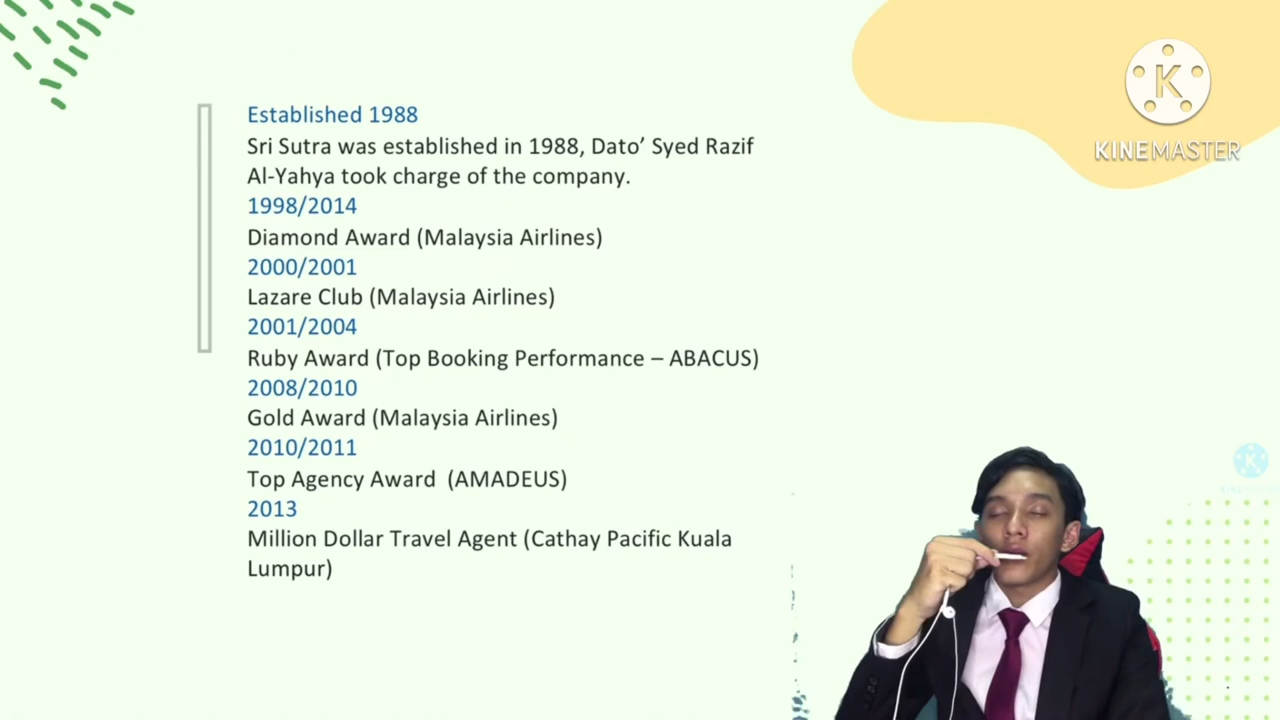 Established 1988
Sri Sutra was established in 1988, Dato’ Syed Razif
Al-Yahya took charge of the company.
1998/2014
Diamond Award (Malaysia Airlines)
2000/2001
Lazare Club (Malaysia Airlines)
2001/2004
Ruby Award (Top Booking Performance – ABACUS)
2008/2010
Gold Award (Malaysia Airlines)
2010/2011
Top Agency Award  (AMADEUS)
2013
Million Dollar Travel Agent (Cathay Pacific Kuala
Lumpur)
K
KINEMASTER
K